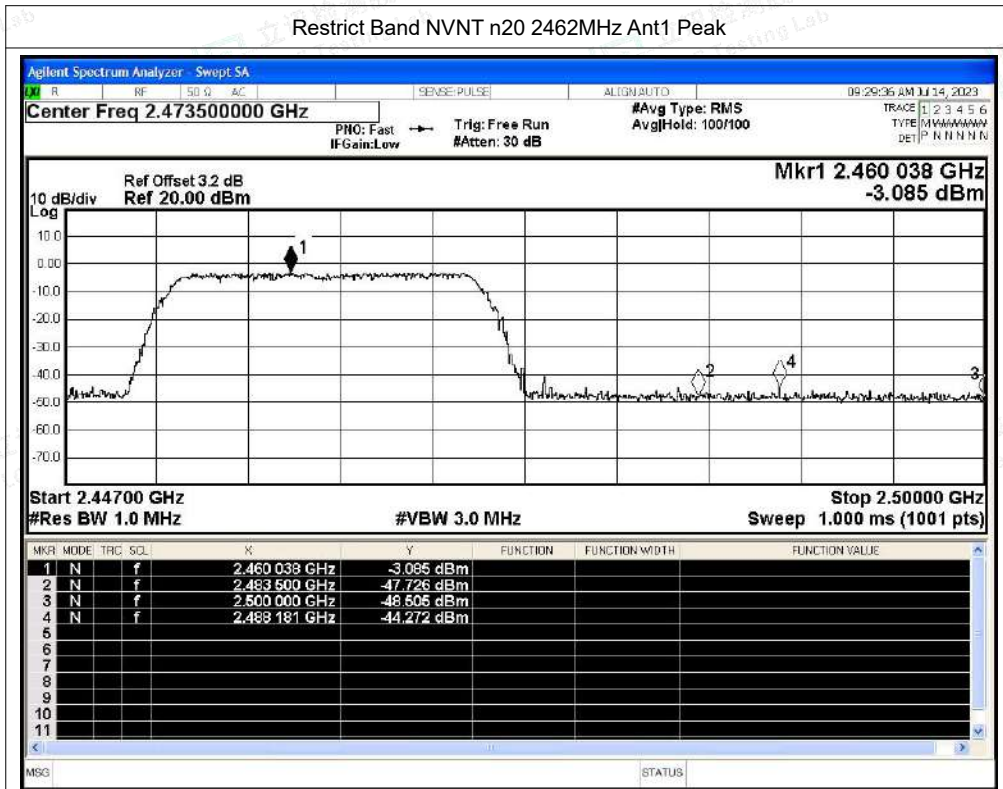 Restrict Band NVNT n20 2462MHz Ant1 Peak
Agilent Spectrum Analyzer - Swept SA
R RF 50 Ω AC SENSE:PULSE ALIGNAUTO 09:29:36 AM Jul 14, 2023
Center Freq 2.473500000 GHz #Avg Type: RMS TRACE 1 2 3 4 5 6
PNO: Fast Trig: Free Run Avg|Hold: 100/100 TYPE MWWWWW
IFGain:Low #Atten: 30 dB DET P N N N N N
Mkr1 2.460 038 GHz
Ref Offset 3.2 dB
10 dB/div Ref 20.00 dBm -3.085 dBm
Log
10.0
1
0.00
-10.0
-20.0
-30.0
-40.0
2 4 3
-50.0
-60.0
-70.0
Start 2.44700 GHz Stop 2.50000 GHz
#Res BW 1.0 MHz #VBW 3.0 MHz Sweep 1.000 ms (1001 pts)
MKR MODE TRC SCL X Y FUNCTION FUNCTION WIDTH FUNCTION VALUE
1 N f 2.460 038 GHz -3.085 dBm
2 N f 2.483 500 GHz -47.726 dBm
3 N f 2.500 000 GHz -48.505 dBm
4 N f 2.488 181 GHz -44.272 dBm
5
6
7
8
9
10
11
MSG STATUS